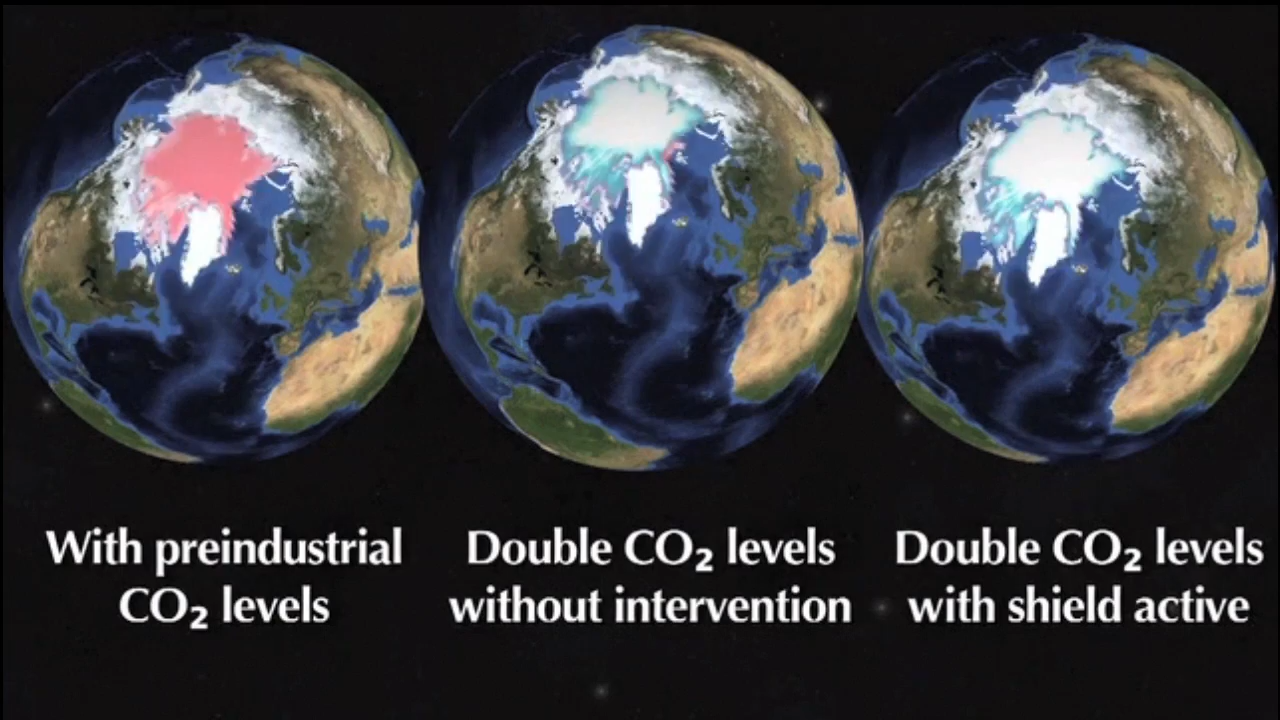 With preindustrial
CO₂ levels
Double CO₂ levels
without intervention
Double CO₂ levels
with shield active